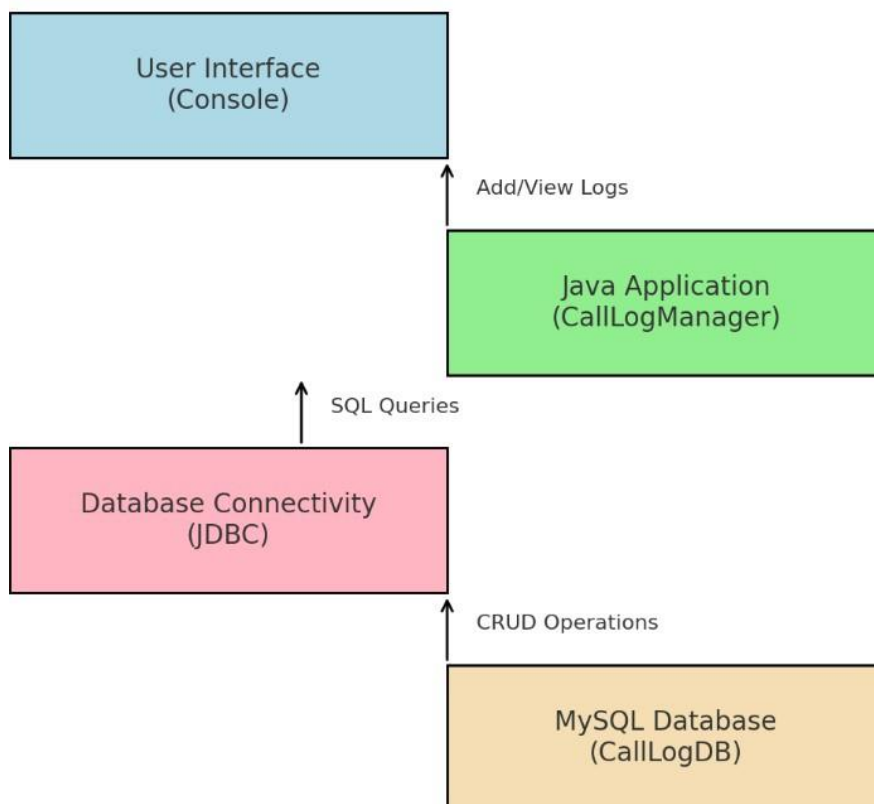 User Interface
(Console)
Add/View Logs
Java Application
(CallLogManager)
SQL Queries
Database Connectivity
(JDBC)
CRUD Operations
MySQL Database
(CallLogDB)